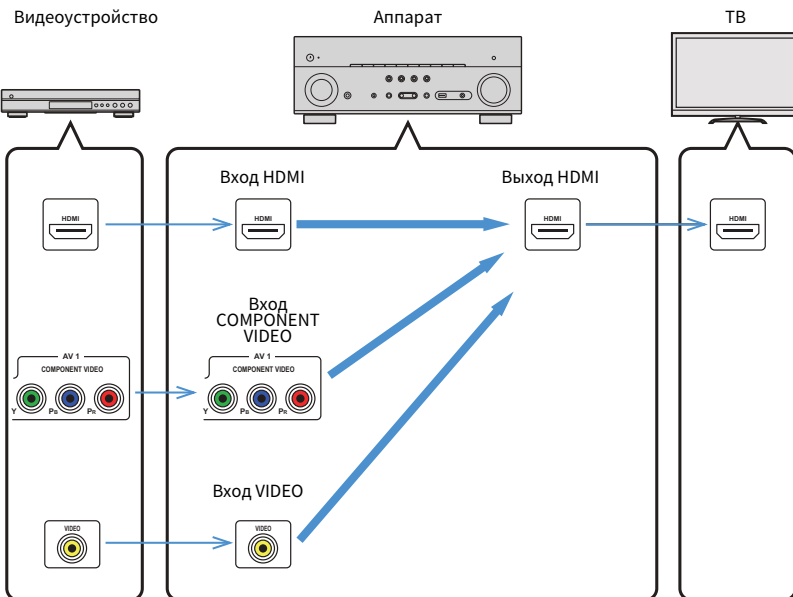 Видеоустройство
Аппарат
ТВ
Вход HDMI
Выход HDMI
HDMI
HDMI
HDMI
HDMI
Вход
COMPONENT
VIDEO
AV 1
COMPONENT VIDEO
Y PB PR
AV 1
COMPONENT VIDEO
Y PB PR
Вход VIDEO
VIDEO
VIDEO